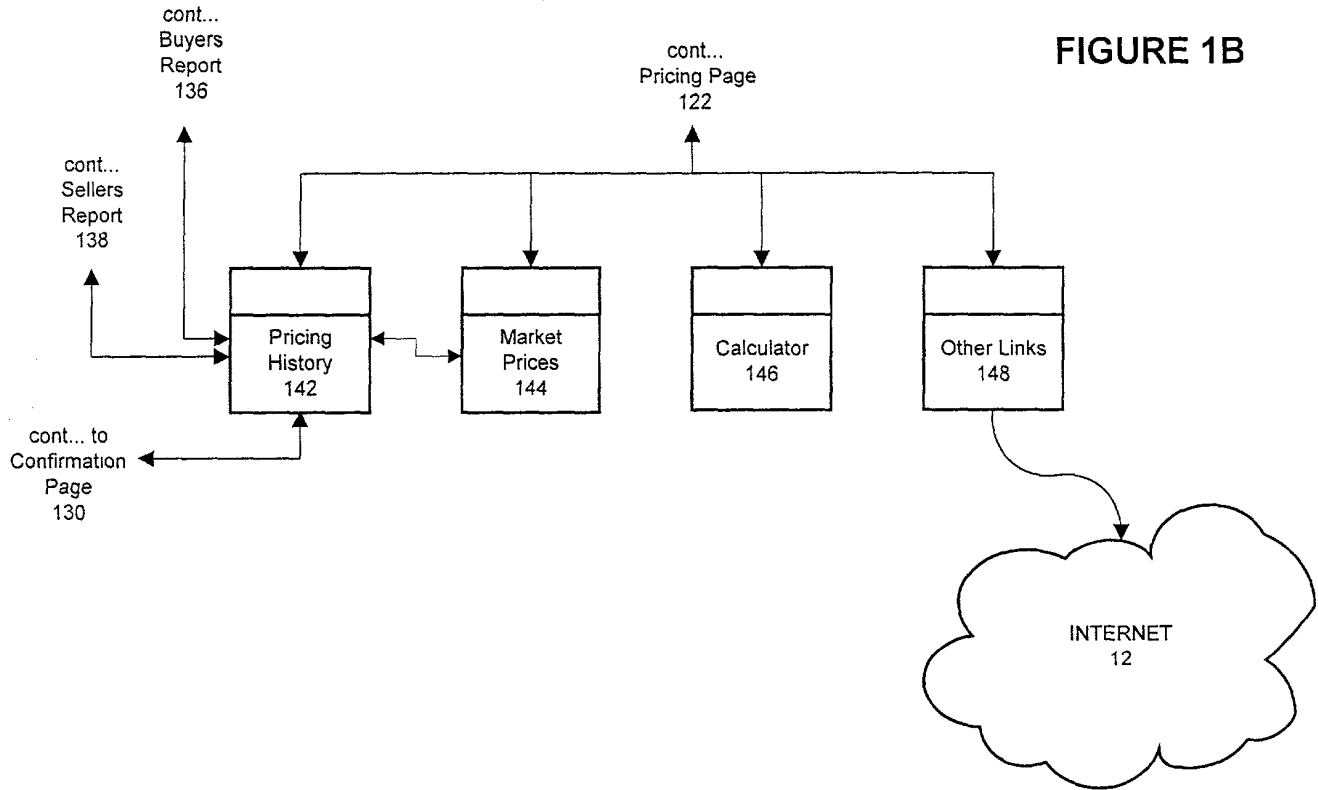 FIGURE 1B
cont...
Buyers
Report
136
cont...
Pricing Page
122
cont...
Sellers
Report
138
Pricing
History
142
Market
Prices
144
Calculator
146
Other Links
148
cont... to
Confirmation
Page
130
INTERNET
12